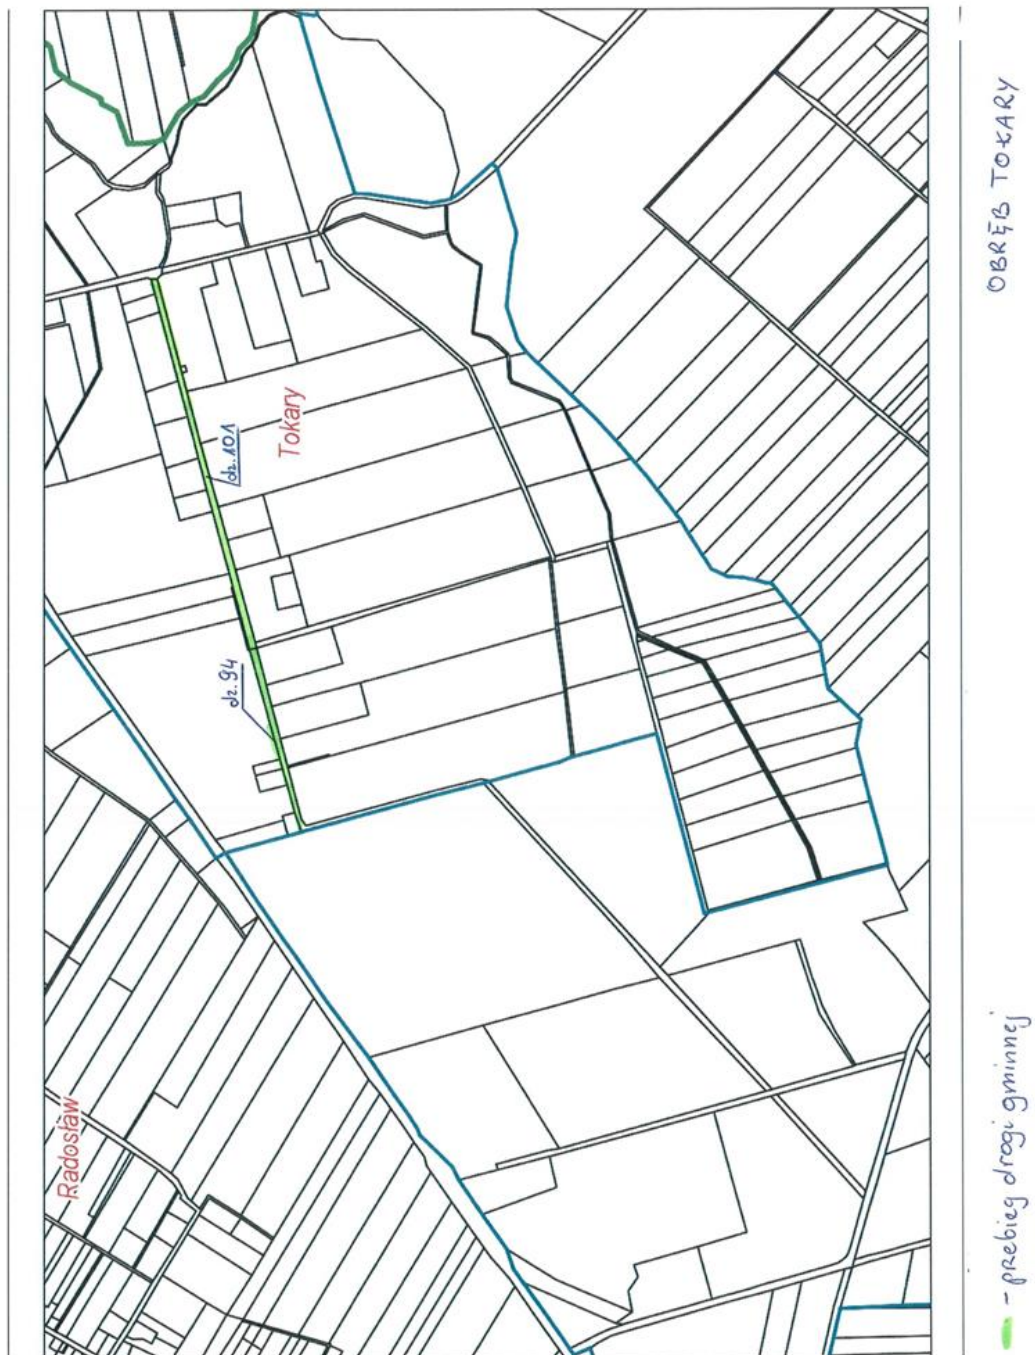 OBRĘB TOKARY
Tokary
dz. 101
dz. 94
Radosław
- przebieg drogi gminnej